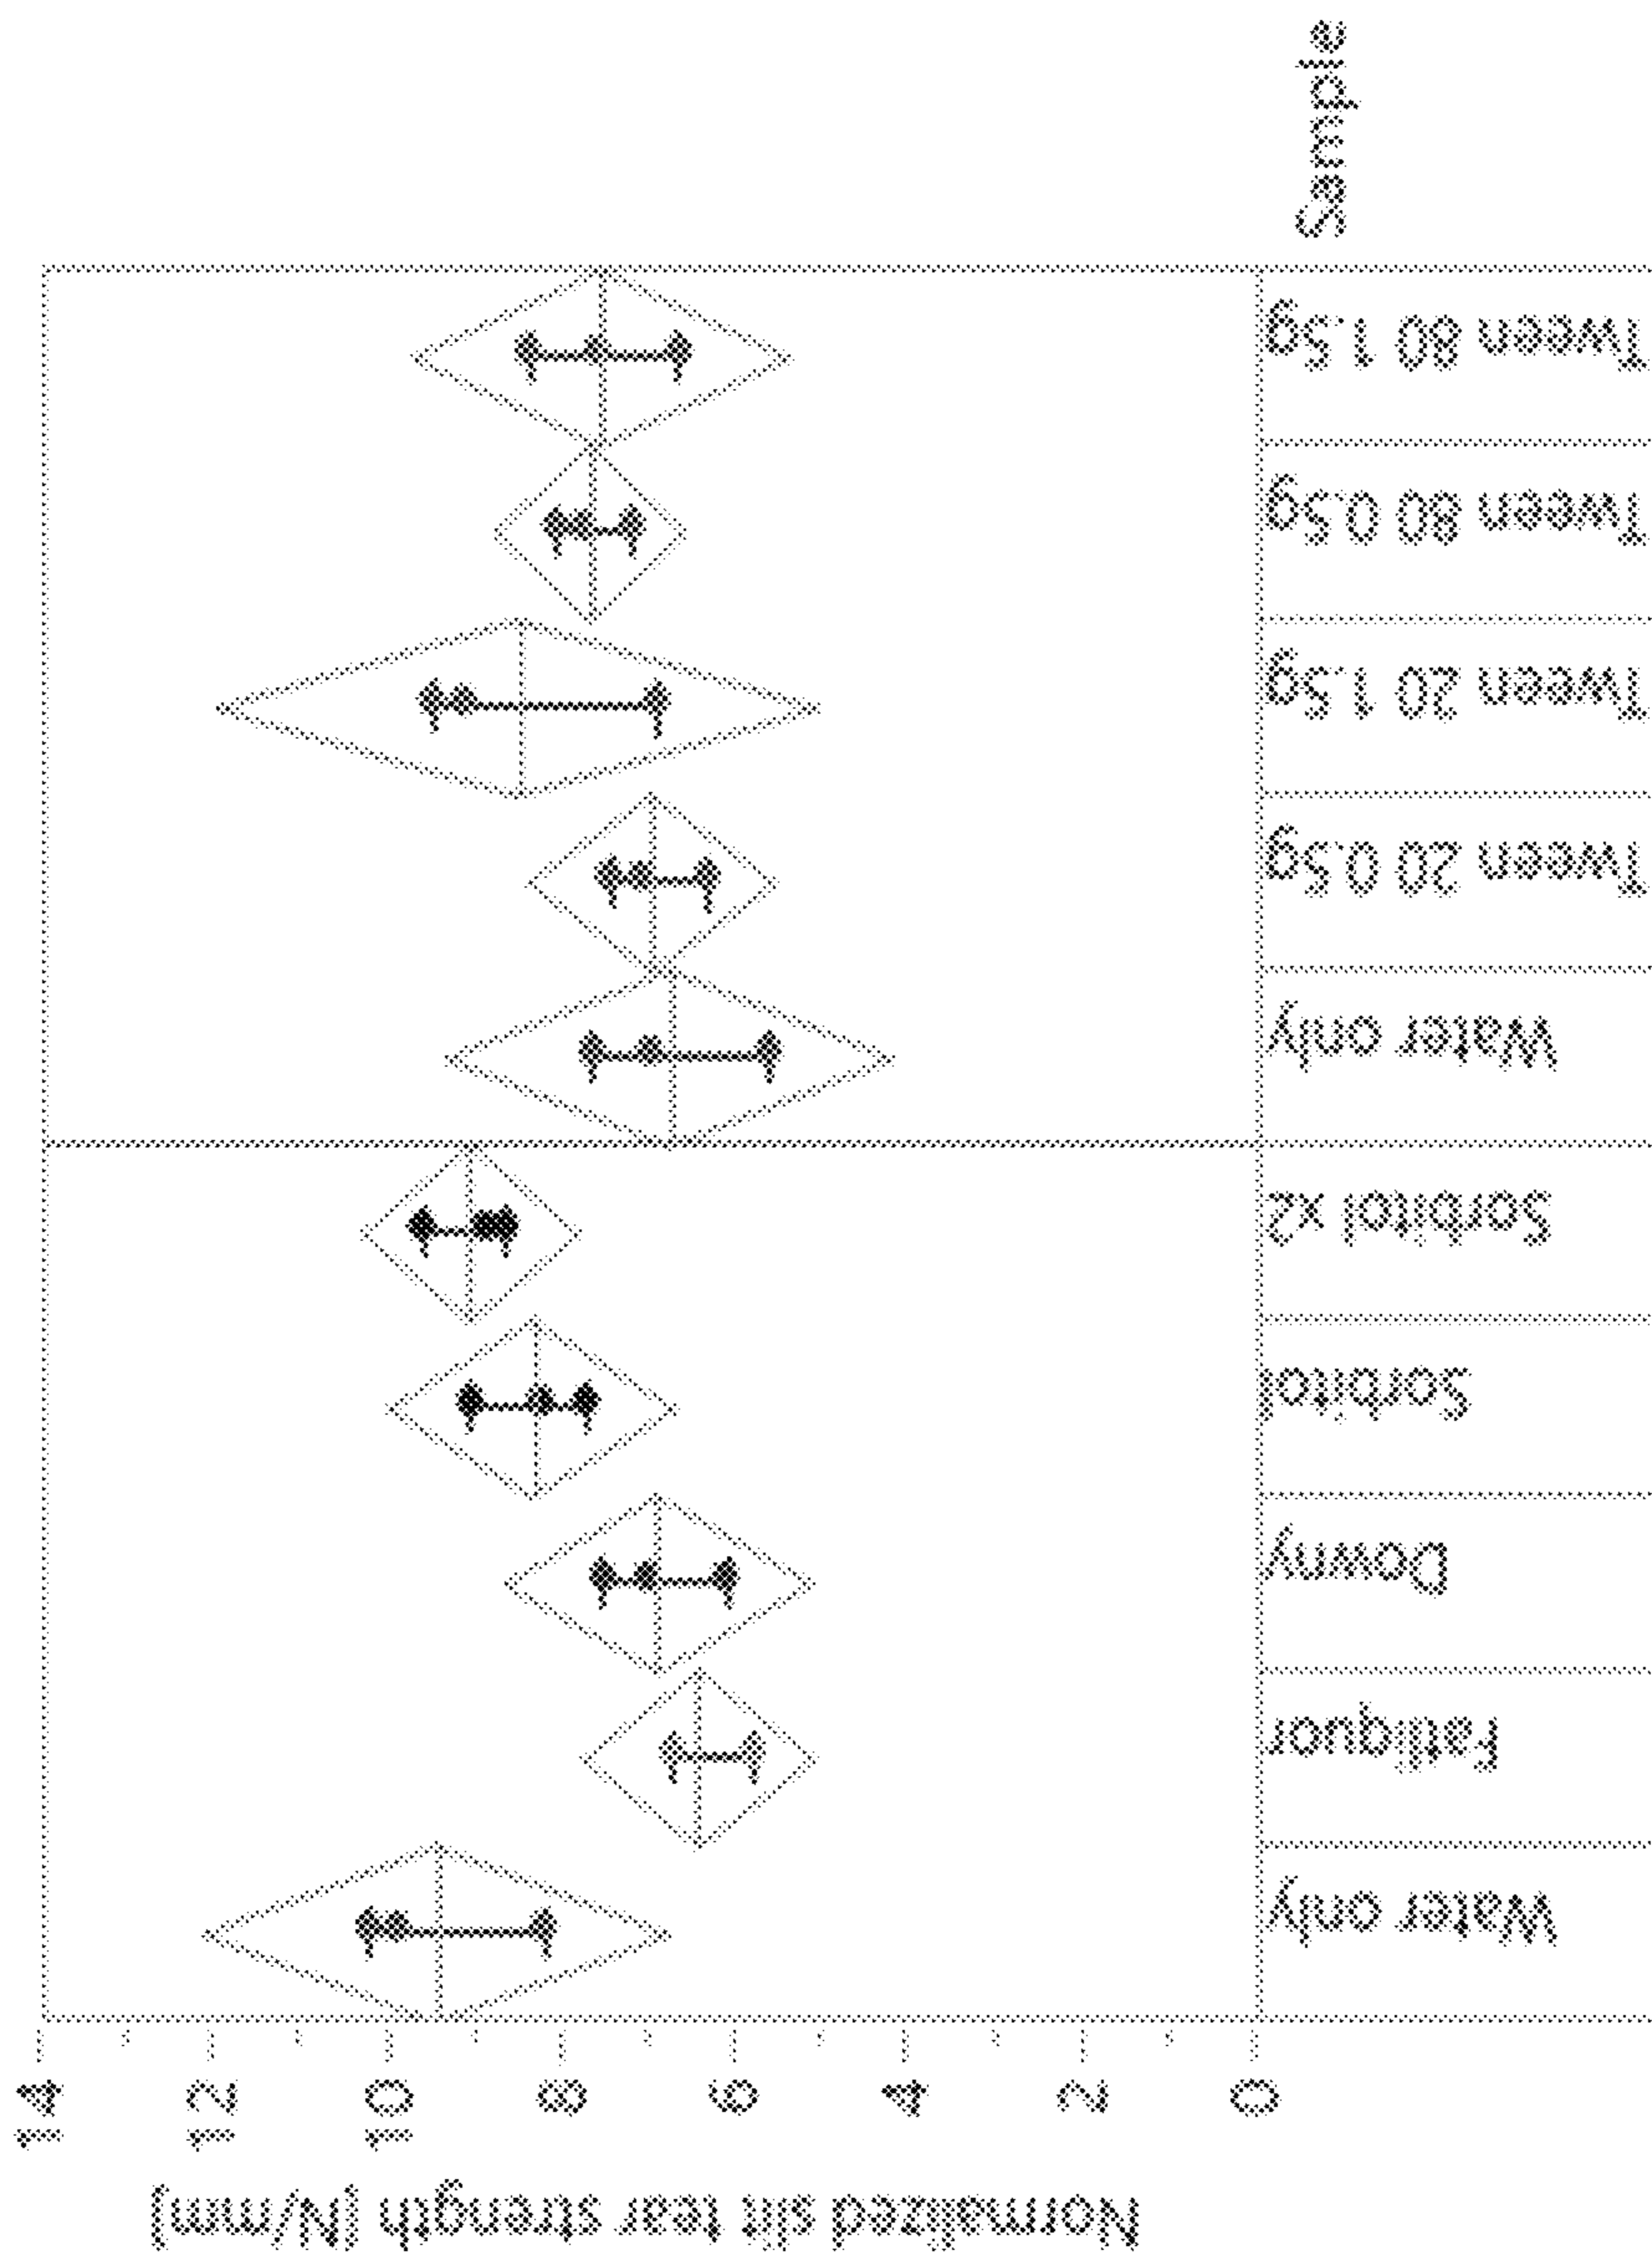 Normalized slit tear strength [N/mm]
14
12
10
8
6
4
2
0
Water only
Fatliquor
Downy
Sorbitol
Sorbitol x2
Water only
Tween 20 0.5g
Tween 20 1.5g
Tween 80 0.5g
Tween 80 1.5g
Sample